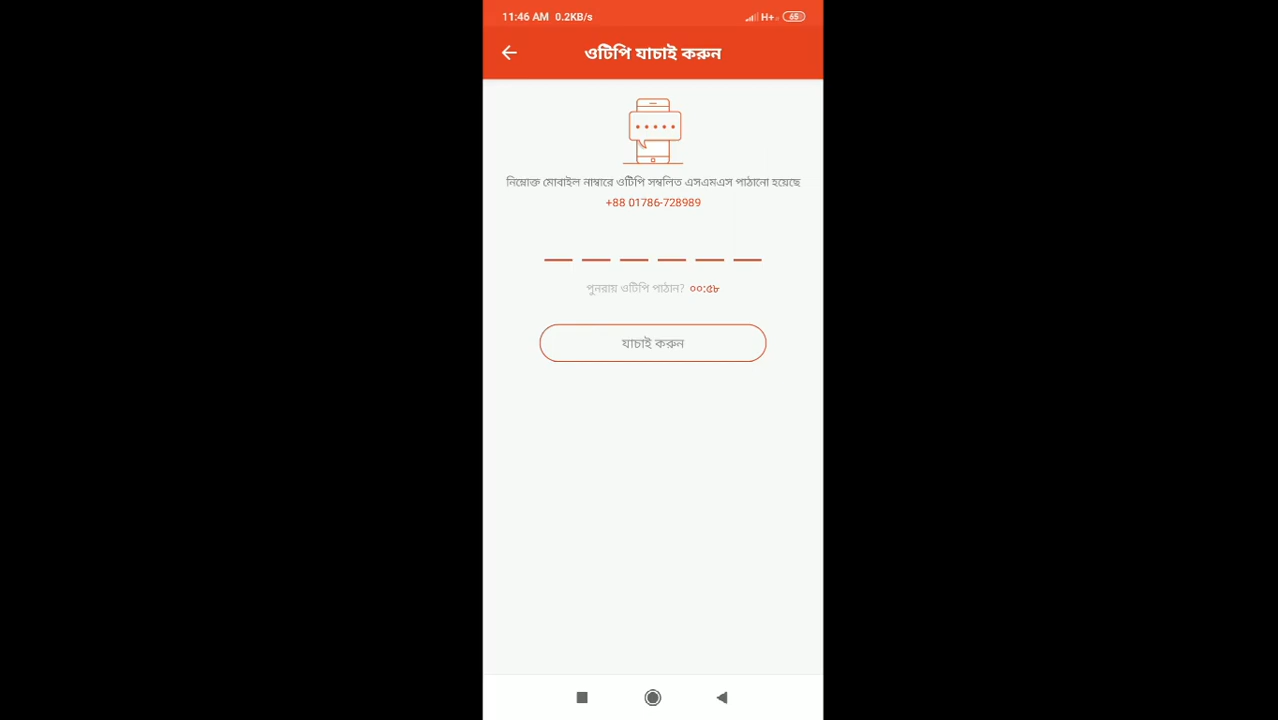 11:46 AM 0.2KB/s H+ 65
ওটিপি যাচাই করুন
নিম্নোক্ত মোবাইল নাম্বারে ওটিপি সম্বলিত এসএমএস পাঠানো হয়েছে
+88 01786-728989
পুনরায় ওটিপি পাঠান? ০০:৫৮
যাচাই করুন